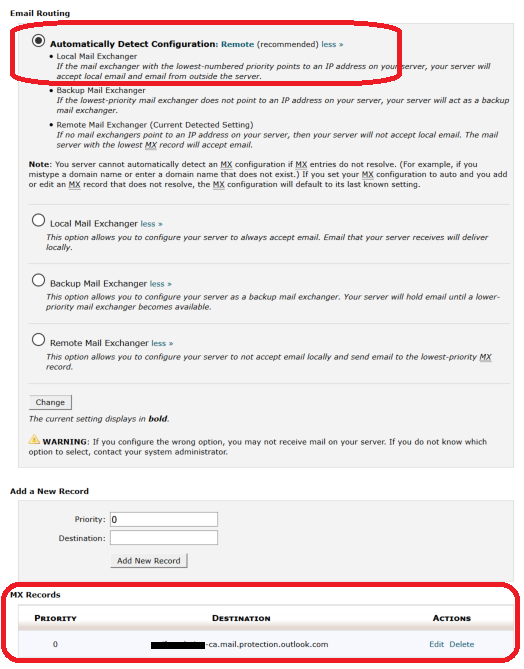 Email Routing
Automatically Detect Configuration: Remote (recommended) less »
• Local Mail Exchanger
If the mail exchanger with the lowest-numbered priority points to an IP address on your server, your server will
accept local email and email from outside the server.
• Backup Mail Exchanger
If the lowest-priority mail exchanger does not point to an IP address on your server, your server will act as a backup
mail exchanger.
• Remote Mail Exchanger (Current Detected Setting)
If no mail exchangers point to an IP address on your server, then your server will not accept local email. The mail
server with the lowest MX record will accept email.
Note: You server cannot automatically detect an MX configuration if MX entries do not resolve. (For example, if you
mistype a domain name or enter a domain name that does not exist.) If you set your MX configuration to auto and you add
or edit an MX record that does not resolve, the MX configuration will default to its last known setting.
Local Mail Exchanger less »
This option allows you to configure your server to always accept email. Email that your server receives will deliver
locally.
Backup Mail Exchanger less »
This option allows you to configure your server as a backup mail exchanger. Your server will hold email until a lower-
priority mail exchanger becomes available.
Remote Mail Exchanger less »
This option allows you to configure your server to not accept email locally and send email to the lowest-priority MX
record.
Change
The current setting displays in bold.
WARNING: If you configure the wrong option, you may not receive mail on your server. If you do not know which
option to select, contact your system administrator.
Add a New Record
Priority: 0
Destination:
Add New Record
MX Records
PRIORITY DESTINATION ACTIONS
0 -ca.mail.protection.outlook.com Edit Delete